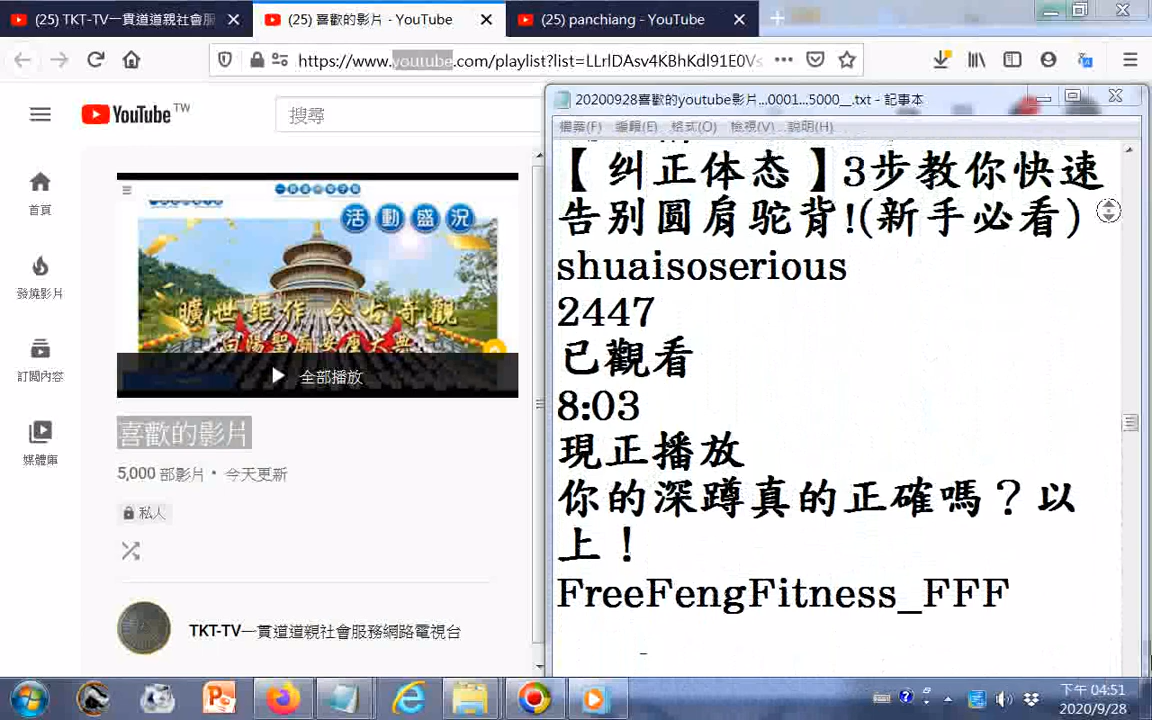 (25) TKT-TV一貫道道親社會服
(25) 喜歡的影片 - YouTube
(25) panchiang - YouTube
https://www.youtube.com/playlist?list=LLrlDAsv4KBhKdl91E0Vs
YouTube TW
搜尋
首頁
發燒影片
訂閱內容
媒體庫
活動盛況
曠世鉅作 今古奇觀
白陽聖廟安座大典
全部播放
喜歡的影片
5,000 部影片 • 今天更新
私人
TKT-TV一貫道道親社會服務網路電視台
20200928喜歡的youtube影片...0001...5000__.txt - 記事本
檔案(F) 編輯(E) 格式(O) 檢視(V) 說明(H)
【纠正体态】3步教你快速
告别圆肩驼背!(新手必看)
shuaisoserious
2447
已觀看
8:03
現正播放
你的深蹲真的正確嗎？以
上！
FreeFengFitness_FFF
下午 04:51
2020/9/28